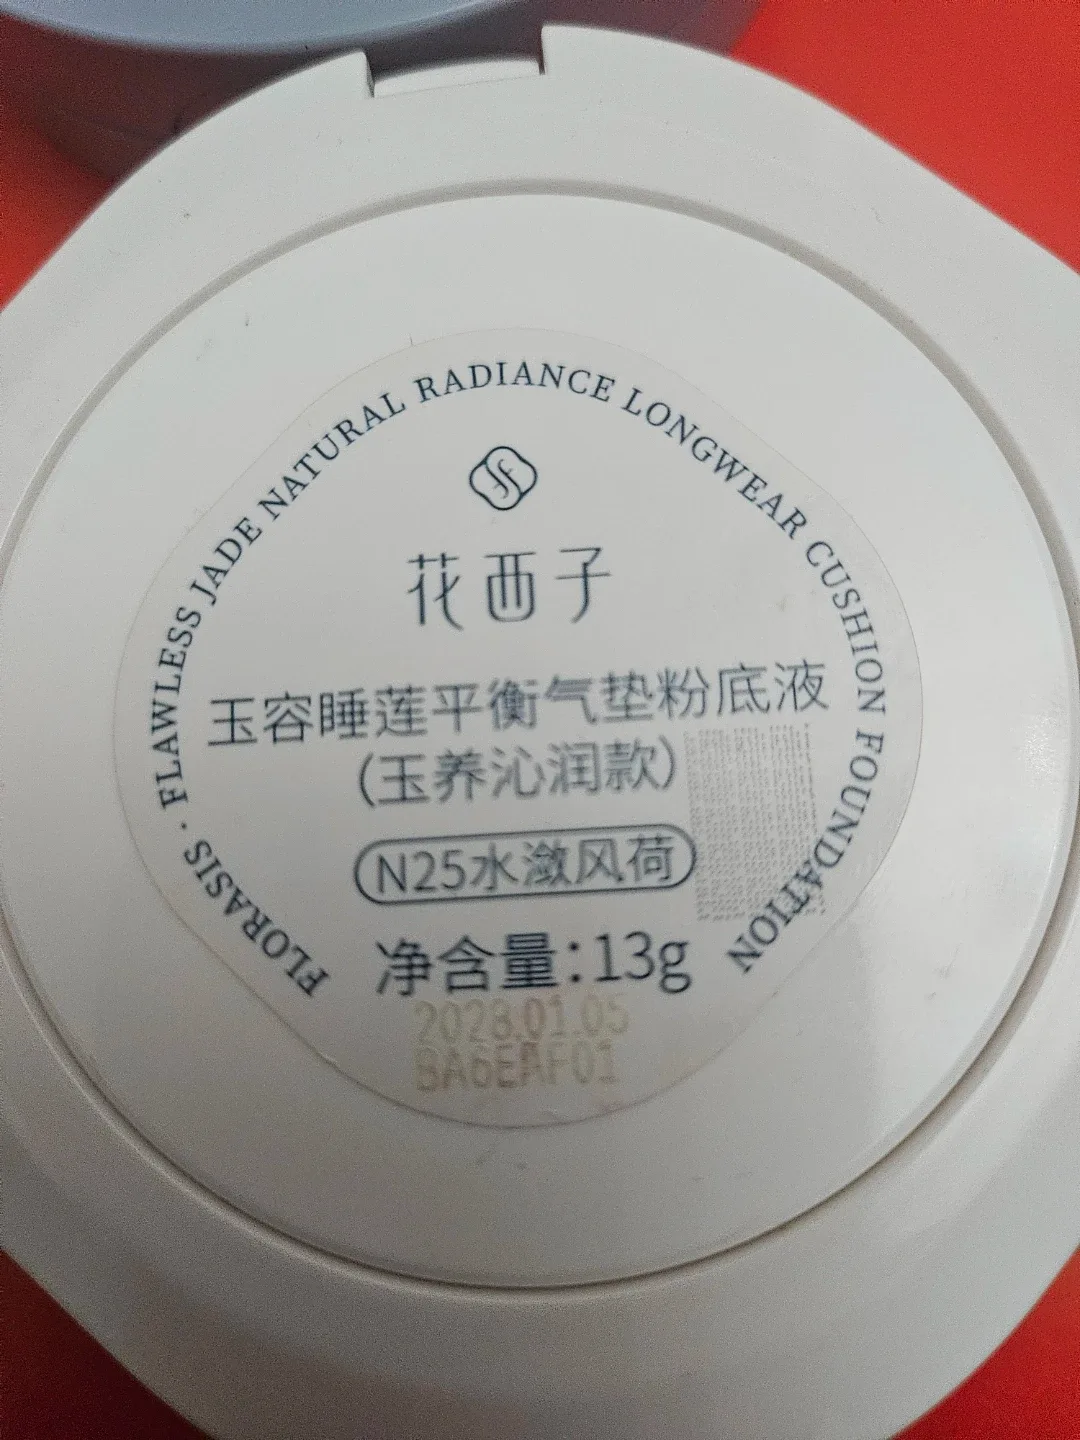 FLORASIS · FLAWLESS JADE NATURAL RADIANCE LONGWEAR CUSHION FOUNDATION
花西子
玉容睡莲平衡气垫粉底液
(玉养沁润款)
N25水潋风荷
净含量:13g
2028.01.05
BA6EAF01